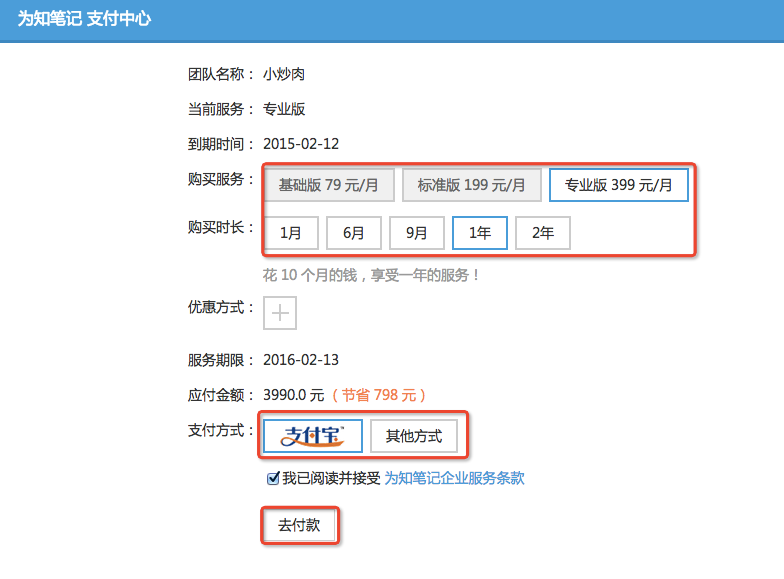 为知笔记 支付中心
团队名称： 小炒肉
当前服务： 专业版
到期时间： 2015-02-12
购买服务： 基础版 79 元/月 标准版 199 元/月 专业版 399 元/月
购买时长： 1月 6月 9月 1年 2年
花 10 个月的钱，享受一年的服务！
优惠方式：
服务期限： 2016-02-13
应付金额： 3990.0 元（节省 798 元）
支付方式： 支付宝 其他方式
我已阅读并接受 为知笔记企业服务条款
去付款